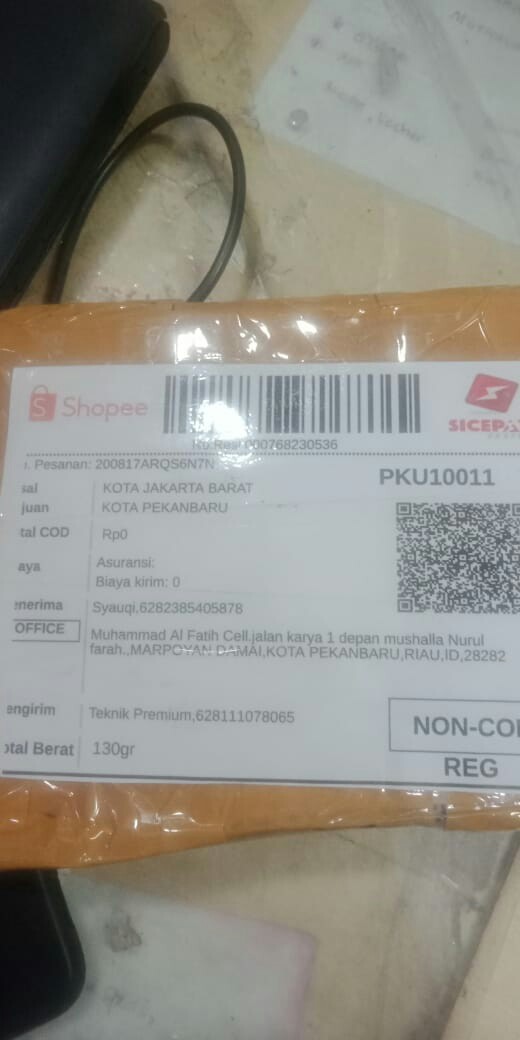 Shopee
SICEPA
No Resi 000768230536
. Pesanan: 200817ARQS6N7N
PKU10011
sal KOTA JAKARTA BARAT
juan KOTA PEKANBARU
tal COD Rp0
aya Asuransi:
Biaya kirim: 0
enerima Syauqi,6282385405878
OFFICE
Muhammad Al Fatih Cell.jalan karya 1 depan mushalla Nurul
farah.,MARPOYAN DAMAI,KOTA PEKANBARU,RIAU,ID,28282
engirim Teknik Premium,628111078065
NON-CO
otal Berat 130gr
REG